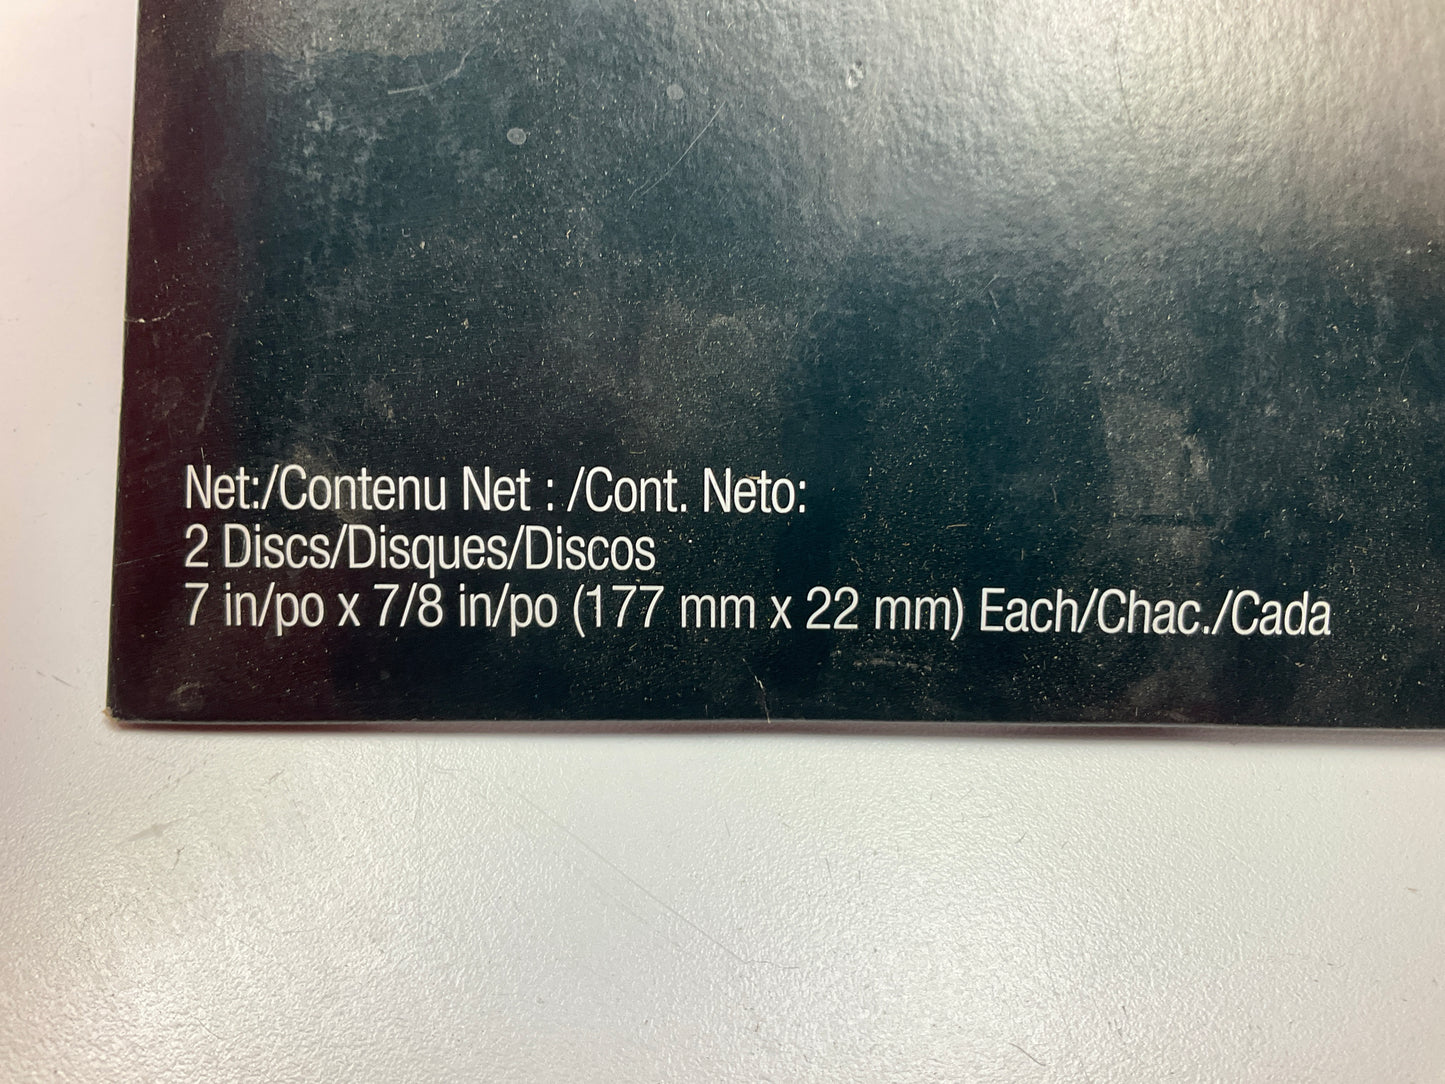 Net:/Contenu Net : /Cont. Neto:
2 Discs/Disques/Discos
7 in/po x 7/8 in/po (177 mm x 22 mm) Each/Chac./Cada